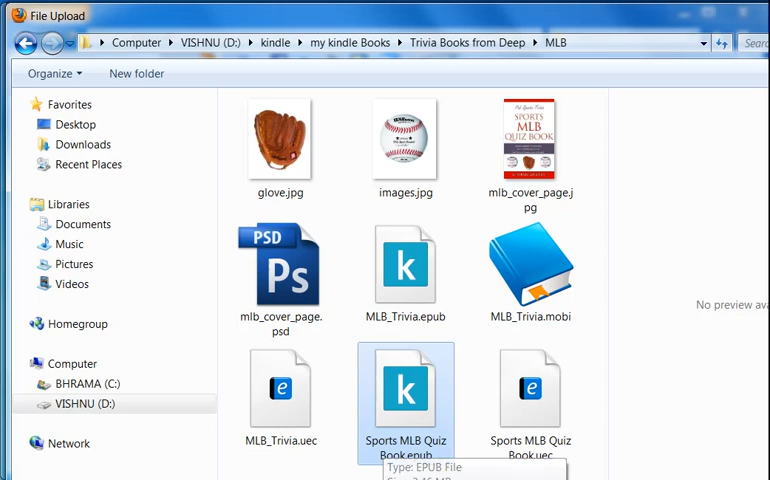 File Upload
Computer VISHNU (D:) kindle my kindle Books Trivia Books from Deep MLB
Organize New folder
Favorites
Desktop
Downloads
Recent Places
Libraries
Documents
Music
Pictures
Videos
Homegroup
Computer
BHRAMA (C:)
VISHNU (D:)
Network
SPORTS
MLB
QUIZ
BOOK
glove.jpg images.jpg mlb_cover_page.j
pg
PSD
Ps
k
mlb_cover_page. MLB_Trivia.epub MLB_Trivia.mobi
psd
e k e
MLB_Trivia.uec Sports MLB Quiz Sports MLB Quiz
Book.epub Book.uec
Type: EPUB File
No preview ava